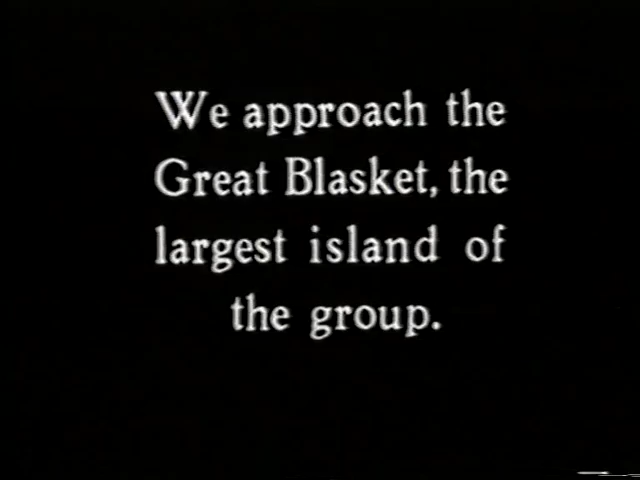 We approach the
Great Blasket, the
largest island of
the group.